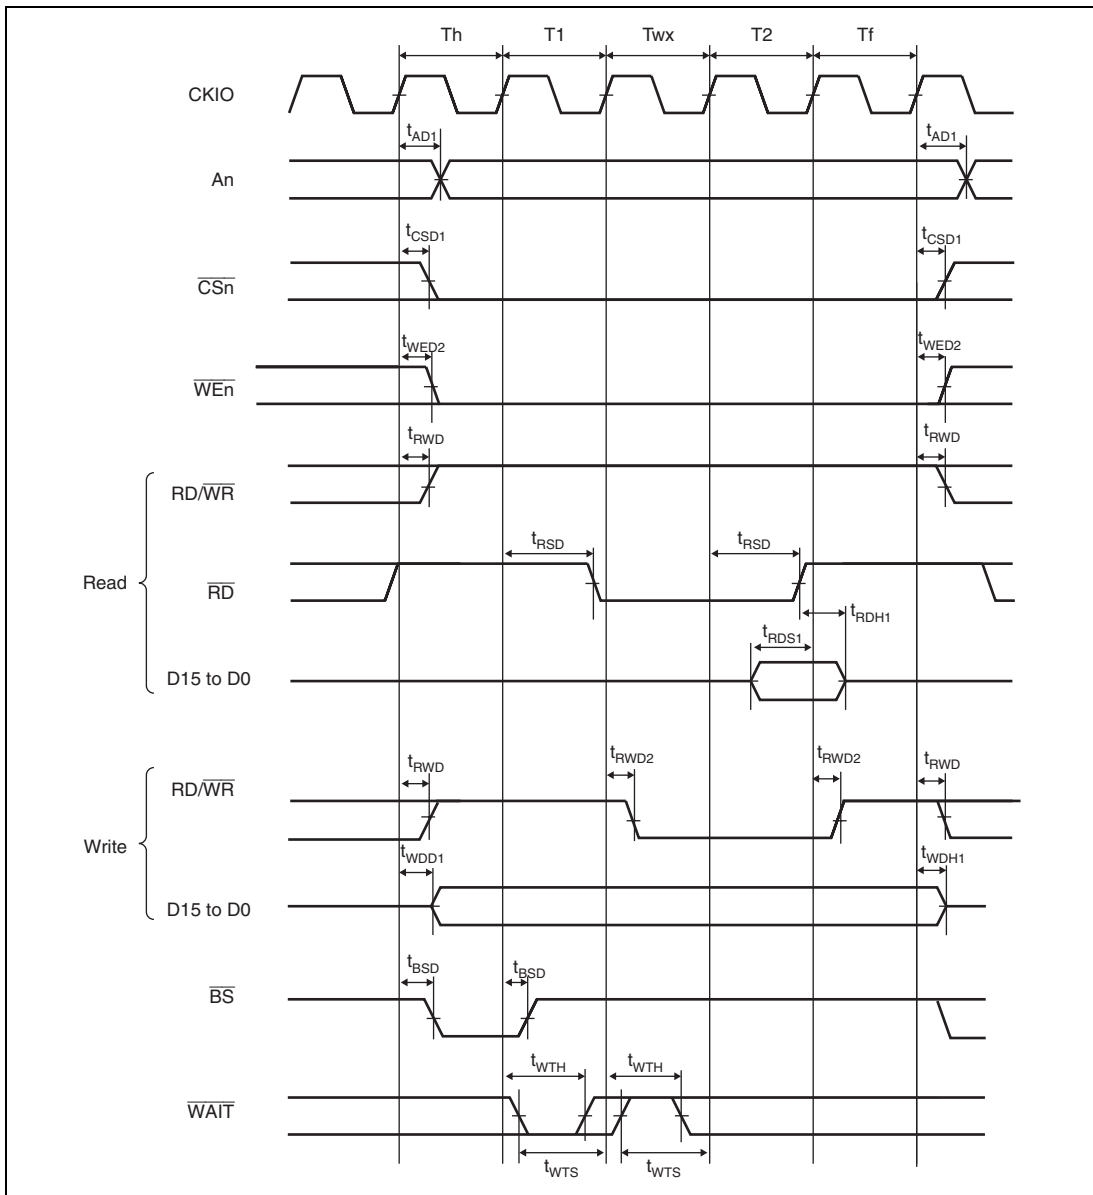 Th T1 Twx T2 Tf
CKIO
tAD1 tAD1
An
tCSD1 tCSD1
CSn
tWED2 tWED2
WEn
tRWD tRWD
RD/WR
tRSD tRSD
Read
RD
tRDH1
tRDS1
D15 to D0
tRWD tRWD2 tRWD2 tRWD
RD/WR
Write
tWDD1 tWDH1
D15 to D0
tBSD tBSD
BS
tWTH tWTH
WAIT
tWTS tWTS